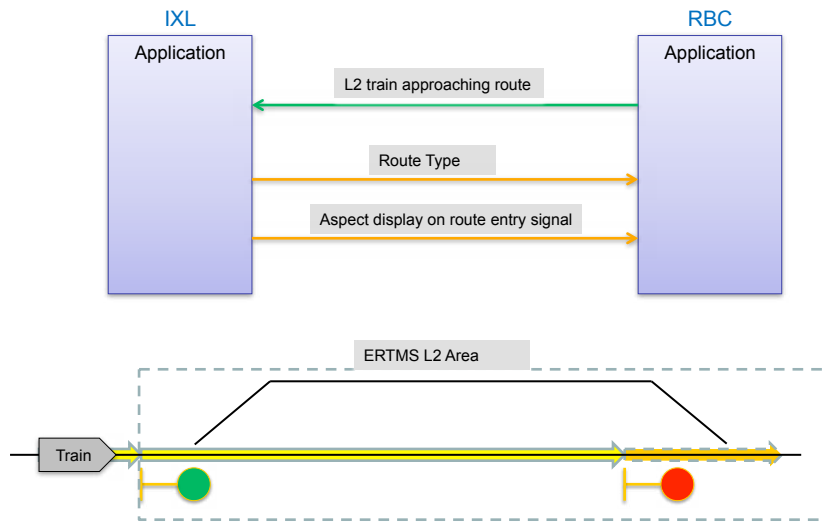 IXL
RBC
Application
Application
L2 train approaching route
Route Type
Aspect display on route entry signal
ERTMS L2 Area
Train